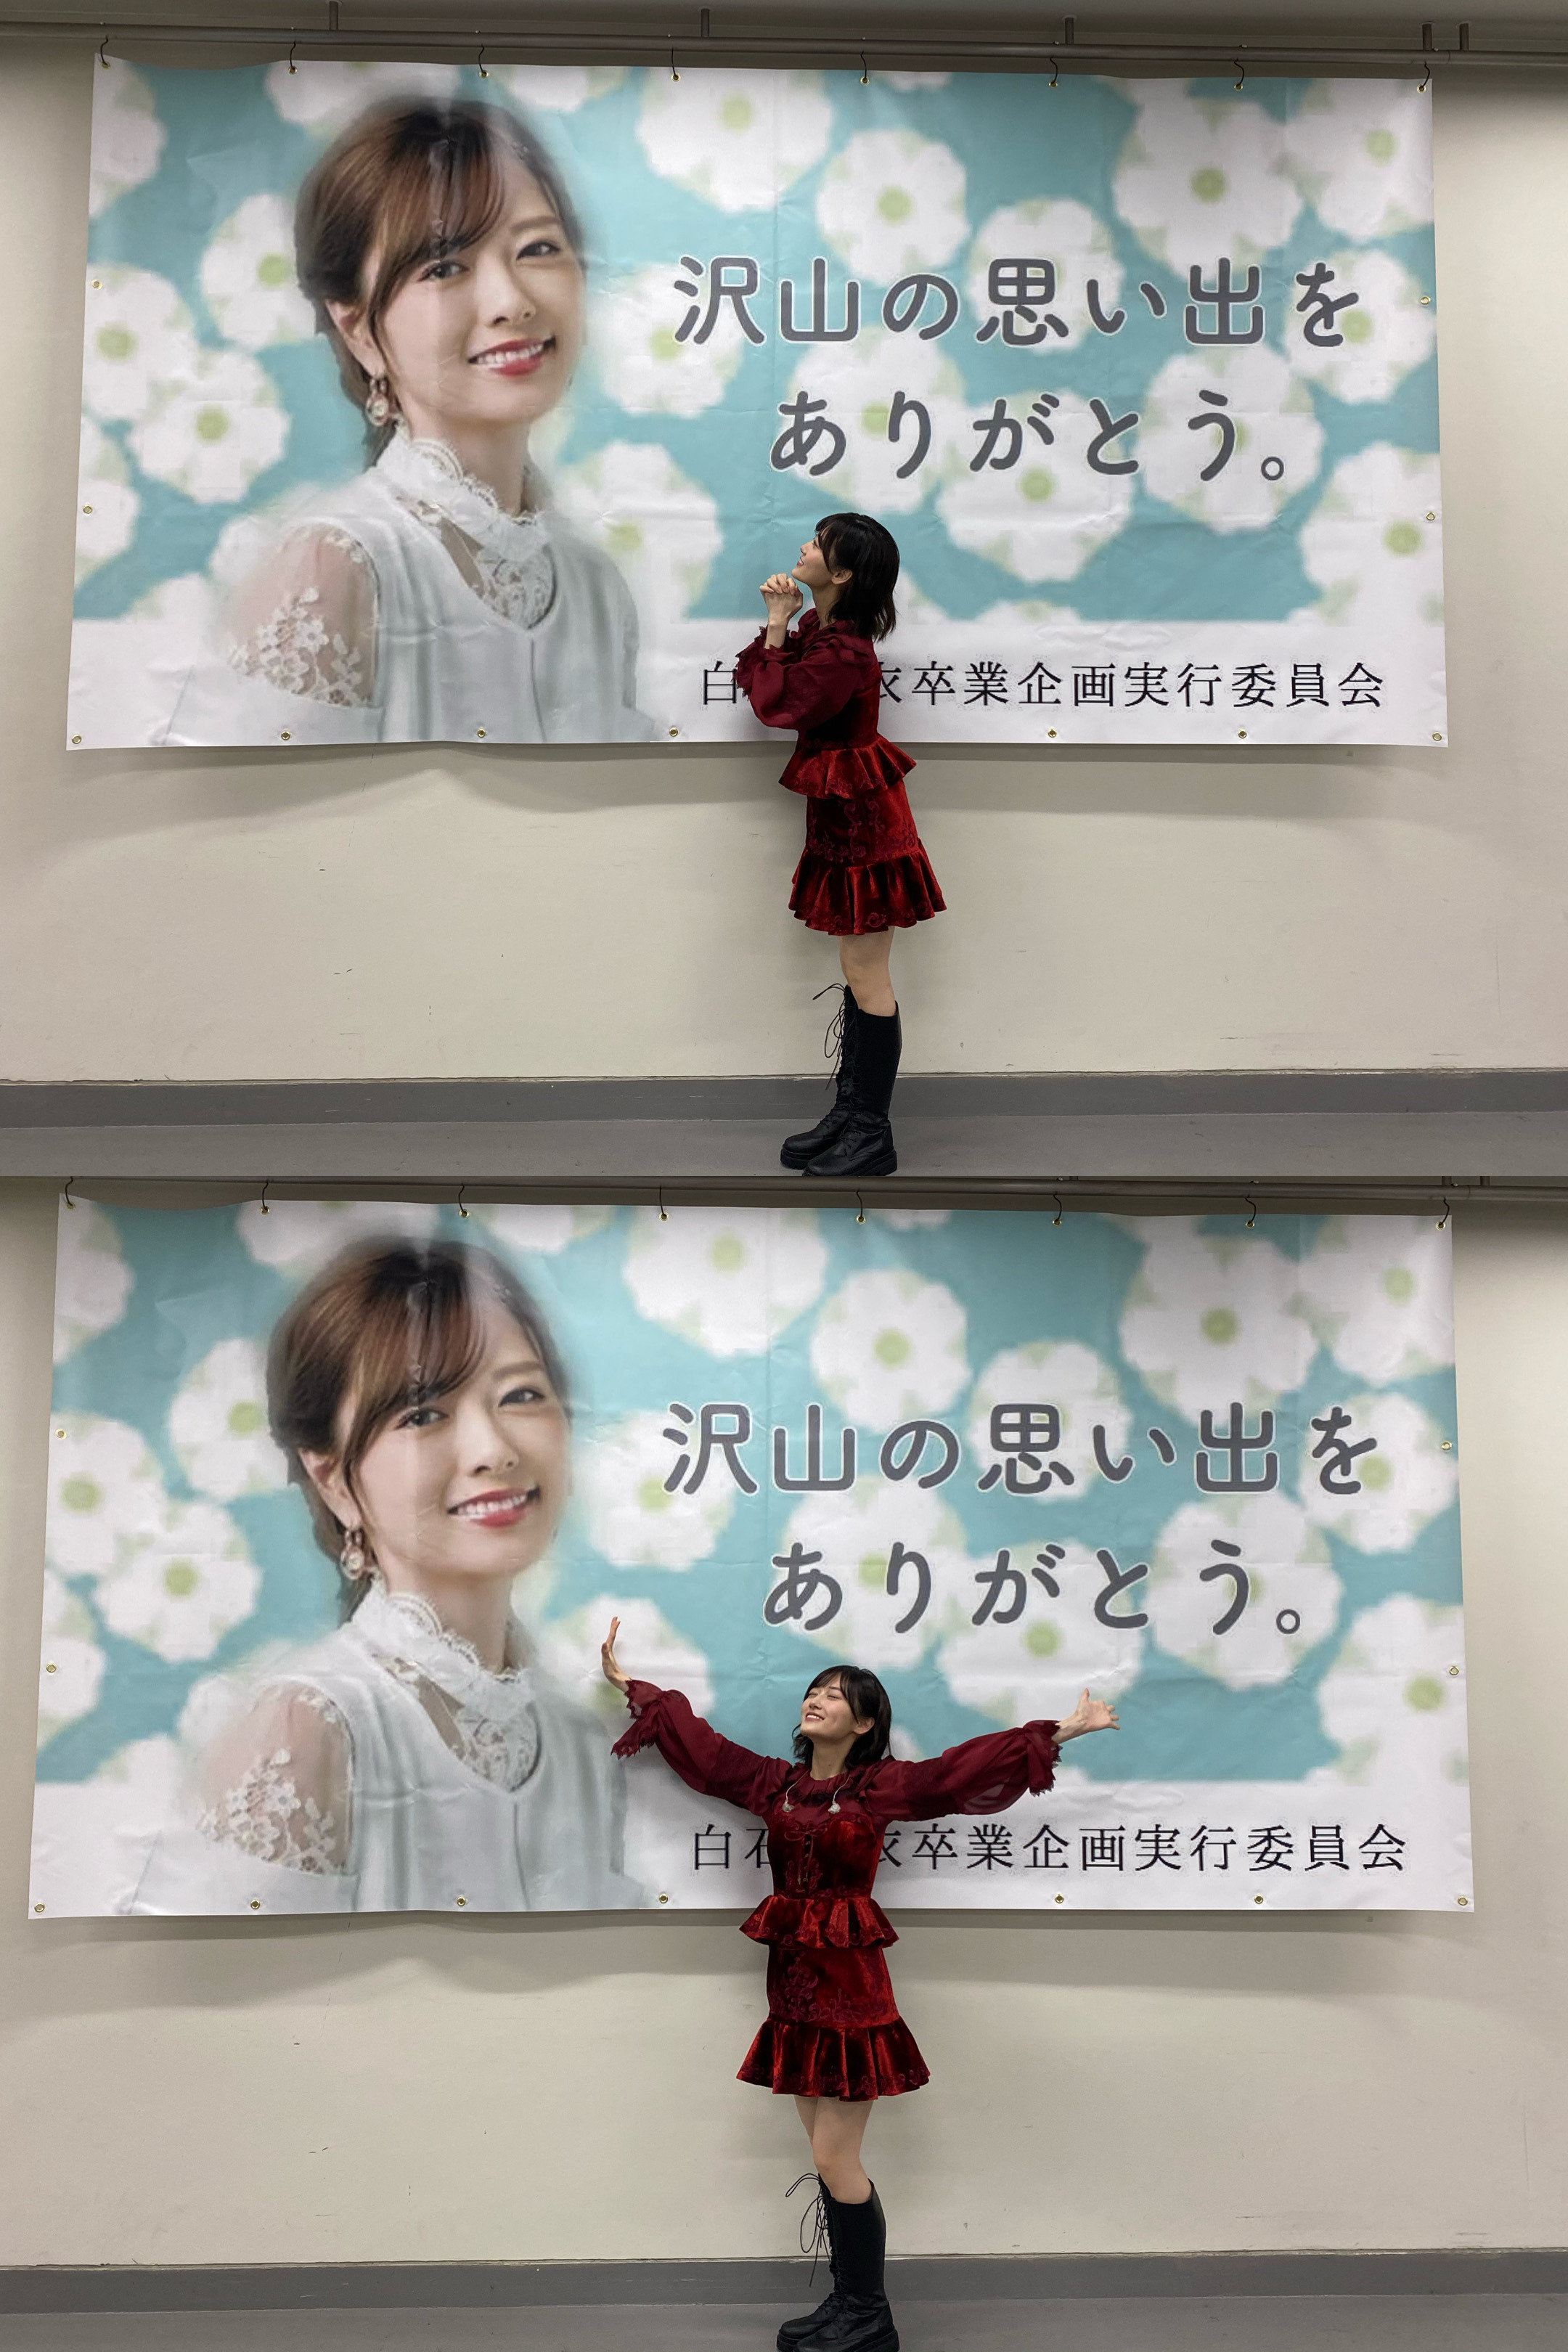 沢山の思い出を
ありがとう。
白 衣卒業企画実行委員会
沢山の思い出を
ありがとう。
白石 衣卒業企画実行委員会